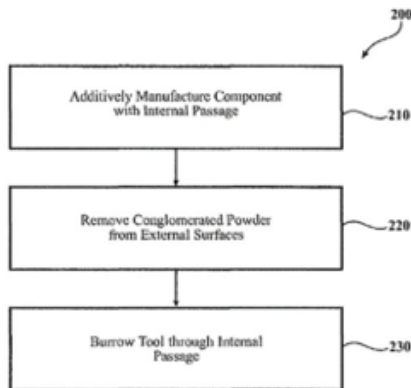 200
Additively Manufacture Component
with Internal Passage
210
Remove Conglomerated Powder
from External Surfaces
220
Burrow Tool through Internal
Passage
230